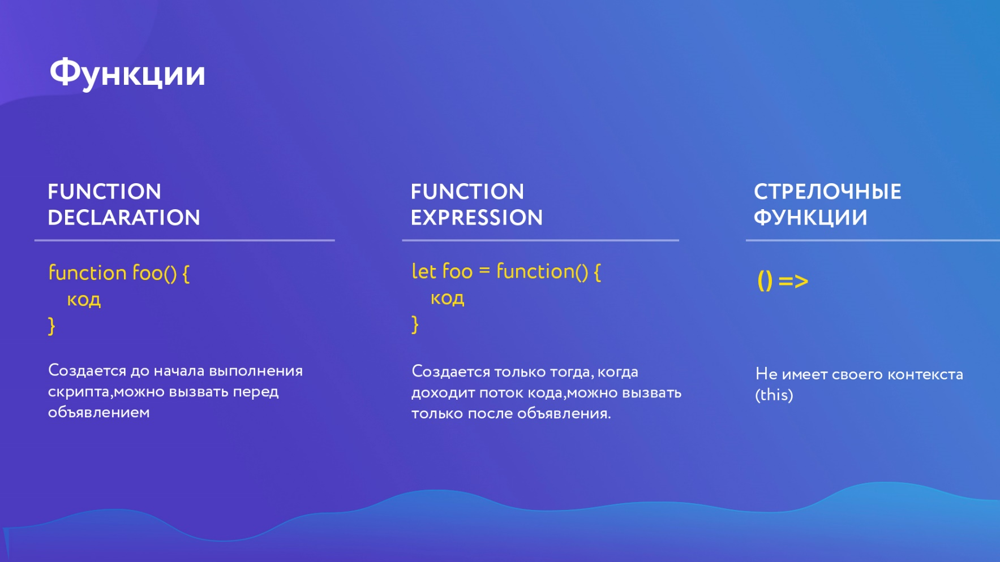 Функции
FUNCTION
DECLARATION
function foo() {
код
}
Создается до начала выполнения
скрипта,можно вызвать перед
объявлением
FUNCTION
EXPRESSION
let foo = function() {
код
}
Создается только тогда, когда
доходит поток кода,можно вызвать
только после объявления.
СТРЕЛОЧНЫЕ
ФУНКЦИИ
() =>
Не имеет своего контекста
(this)